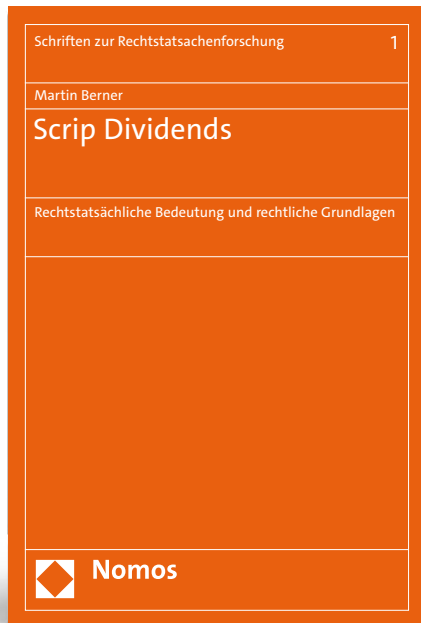 Schriften zur Rechtstatsachenforschung 1
Martin Berner
Scrip Dividends
Rechtstatsächliche Bedeutung und rechtliche Grundlagen
Nomos